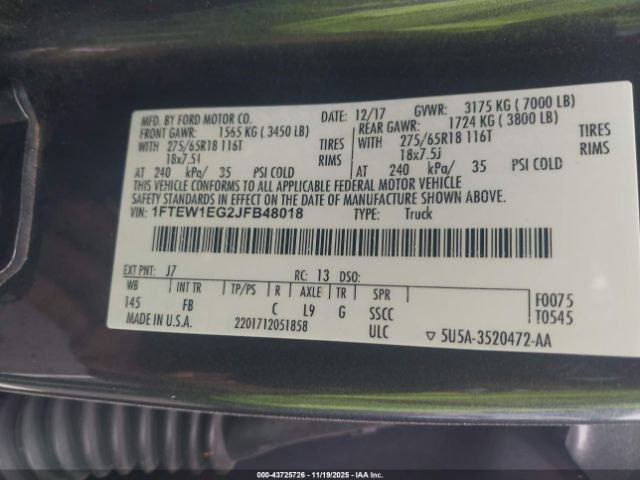 MFD. BY FORD MOTOR CO. 12/17 GVWR: 3175 KG ( 7000 LB)
FRONT GAWR: 1565 KG ( 3450 LB) REAR GAWR: 1724 KG ( 3800 LB)
WITH 275/65R18 116T TIRES WITH 275/65R18 116T TIRES
18x7.5J RIMS 18x7.5j RIMS
AT 240 kPa/ 35 PSI COLD AT 240 kPa/ 35 PSI COLD
THIS VEHICLE CONFORMS TO ALL APPLICABLE FEDERAL MOTOR VEHICLE
SAFETY STANDARDS IN EFFECT ON THE DATE OF MANUFACTURE SHOWN ABOVE.
VIN: 1FTEW1EG2JFB48018 TYPE: Truck
EXT PNT: J7 RC: 13 DSO:
WB INT TR TP/PS R AXLE TR SPR F0075
145 FB C L9 G SSCC T0545
MADE IN U.S.A. 2201712051858 ULC ▽ 5U5A-3520472-AA
00-43725726 - 11/19/2025 - IAA Inc.